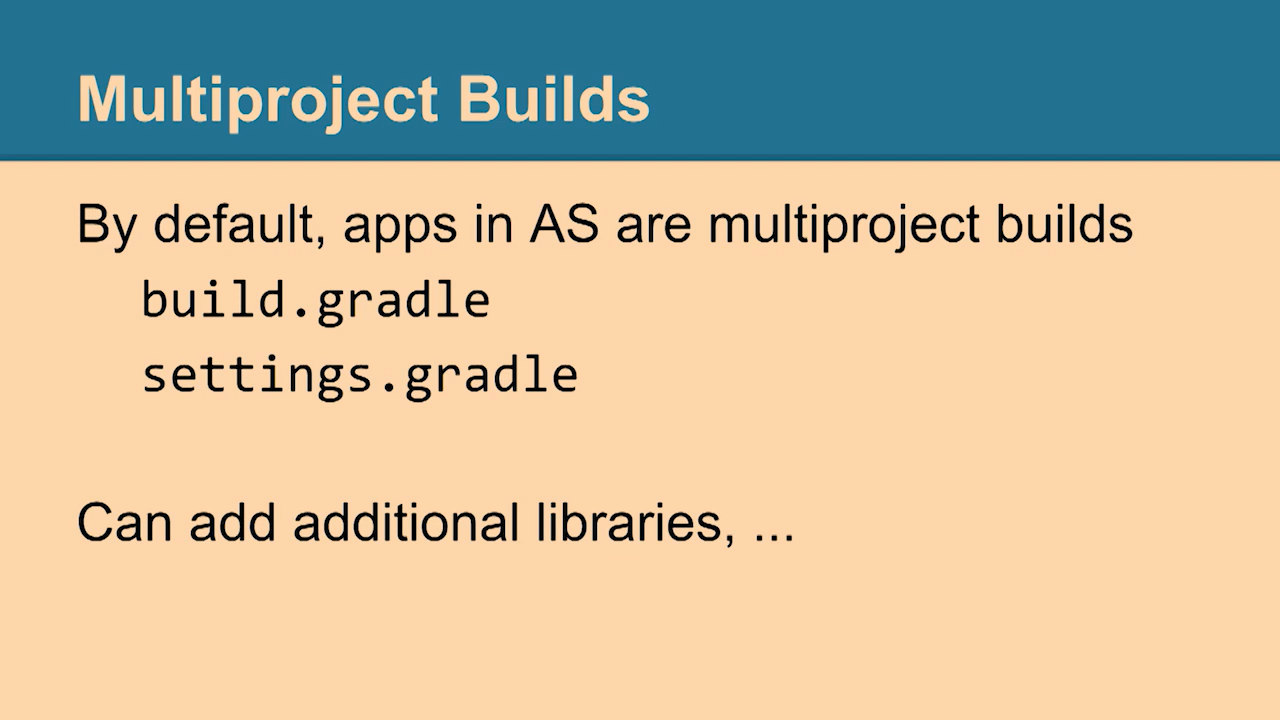 Multiproject Builds
By default, apps in AS are multiproject builds
build.gradle
settings.gradle
Can add additional libraries, ...